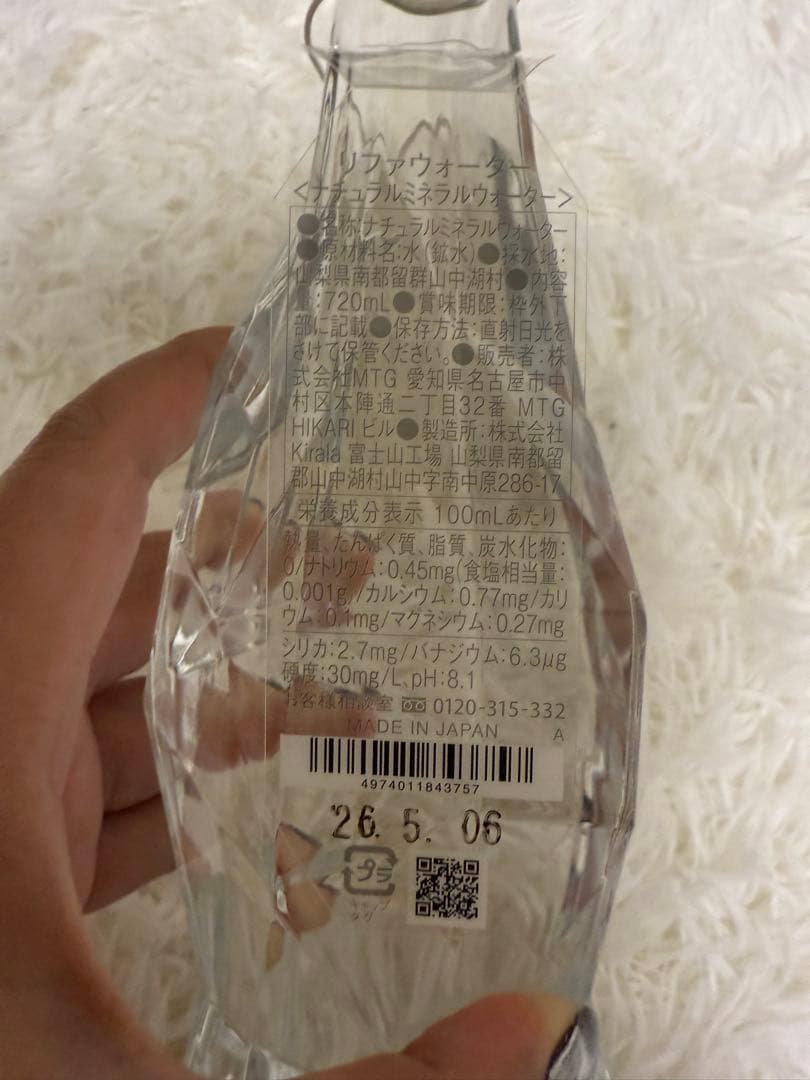 リファウォーター
<ナチュラルミネラルウォーター>
●名称:ナチュラルミネラルウォーター
●原材料名:水(鉱水)●採水地:
山梨県南都留群山中湖村●内容
量:720mL●賞味期限:枠外下
部に記載●保存方法:直射日光を
さけて保管ください。●販売者:株
式会社MTG 愛知県名古屋市中
村区本陣通二丁目32番 MTG
HIKARIビル●製造所:株式会社
Kirala 富士山工場 山梨県南都留
郡山中湖村山中字南中原286-17
栄養成分表示 100mLあたり
熱量、たんぱく質、脂質、炭水化物:
0/ナトリウム:0.45mg(食塩相当量:
0.001g)/カルシウム:0.77mg/カリ
ウム:0.1mg/マグネシウム:0.27mg
シリカ:2.7mg/バナジウム:6.3μg
硬度:30mg/L、pH:8.1
お客様相談室 0120-315-332
MADE IN JAPAN A
4974011843757
'26. 5. 06
プラ
キャップ
タグ